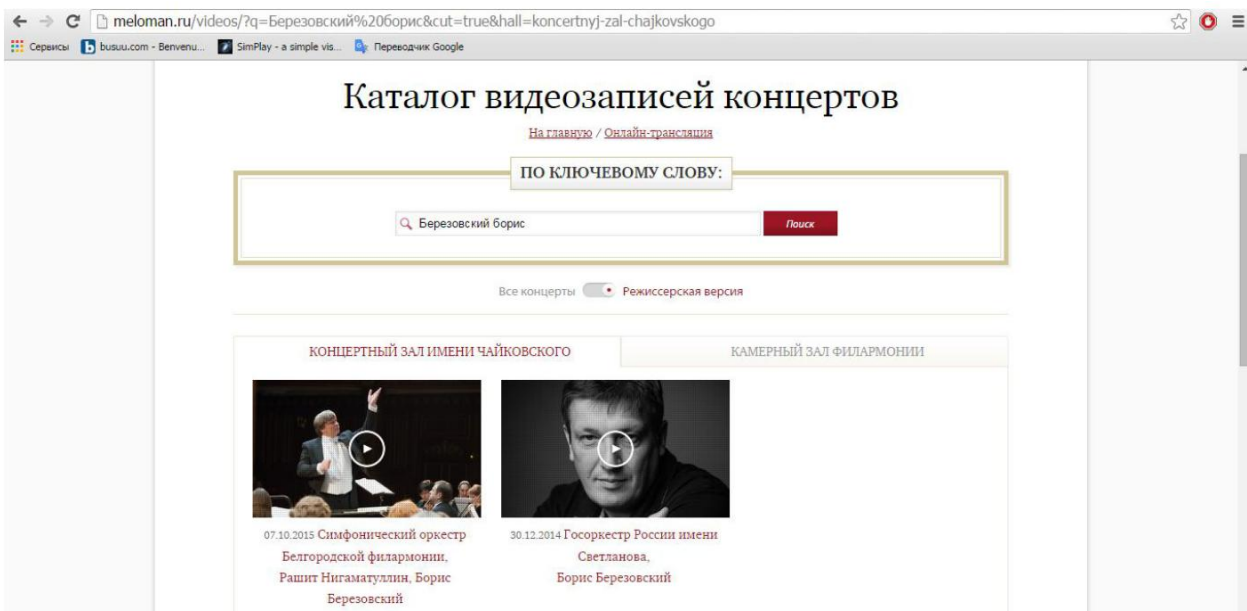 meloman.ru/videos/?q=Березовский%20борис&cut=true&hall=koncertnyj-zal-chajkovskogo
Сервисы busuu.com - Benvenu... SimPlay - a simple vis... Переводчик Google
Каталог видеозаписей концертов
На главную / Онлайн-трансляция
ПО КЛЮЧЕВОМУ СЛОВУ:
Березовский борис Поиск
Все концерты Режиссерская версия
КОНЦЕРТНЫЙ ЗАЛ ИМЕНИ ЧАЙКОВСКОГО КАМЕРНЫЙ ЗАЛ ФИЛАРМОНИИ
07.10.2015 Симфонический оркестр
Белгородской филармонии,
Рашит Нигаматуллин, Борис
Березовский
30.12.2014 Госоркестр России имени
Светланова,
Борис Березовский